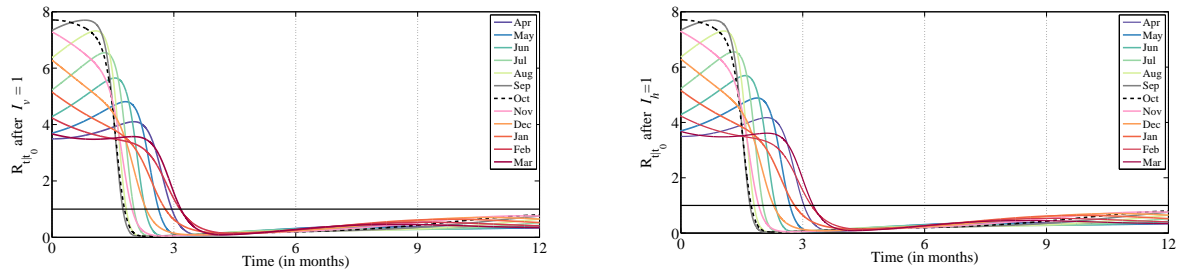 R_{t|t_0} after I_v = 1
8
6
4
2
0
0
3
6
9
12
Time (in months)
Apr
May
Jun
Jul
Aug
Sep
Oct
Nov
Dec
Jan
Feb
Mar
R_{t|t_0} after I_h=1
8
6
4
2
0
0
3
6
9
12
Time (in months)
Apr
May
Jun
Jul
Aug
Sep
Oct
Nov
Dec
Jan
Feb
Mar